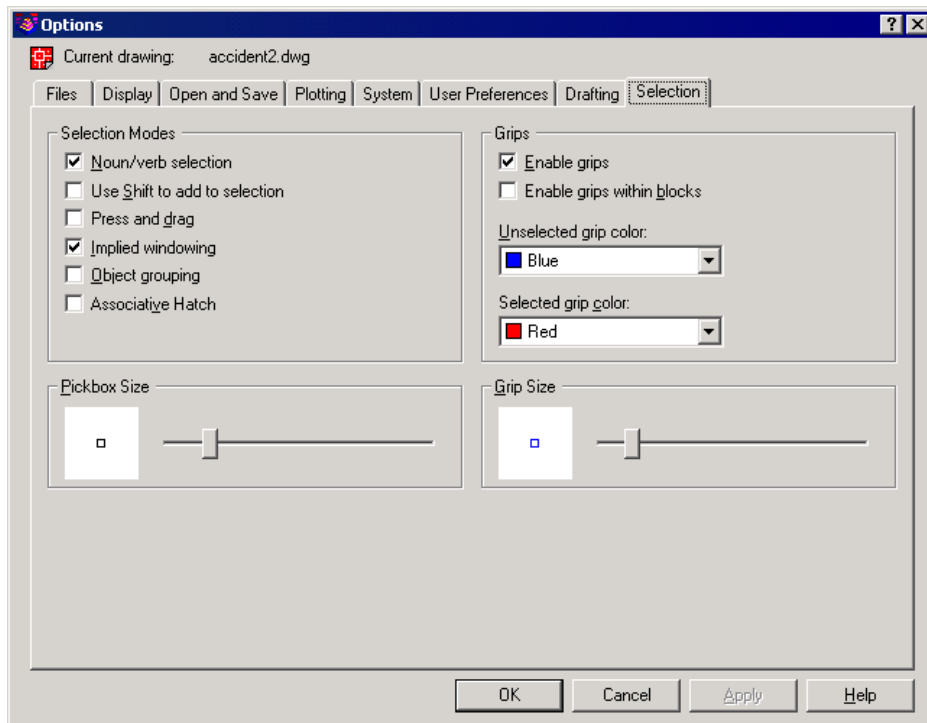 Options
Current drawing: accident2.dwg
Files Display Open and Save Plotting System User Preferences Drafting Selection
Selection Modes
Noun/verb selection
Use Shift to add to selection
Press and drag
Implied windowing
Object grouping
Associative Hatch
Grips
Enable grips
Enable grips within blocks
Unselected grip color:
Blue
Selected grip color:
Red
Pickbox Size
Grip Size
OK Cancel Apply Help